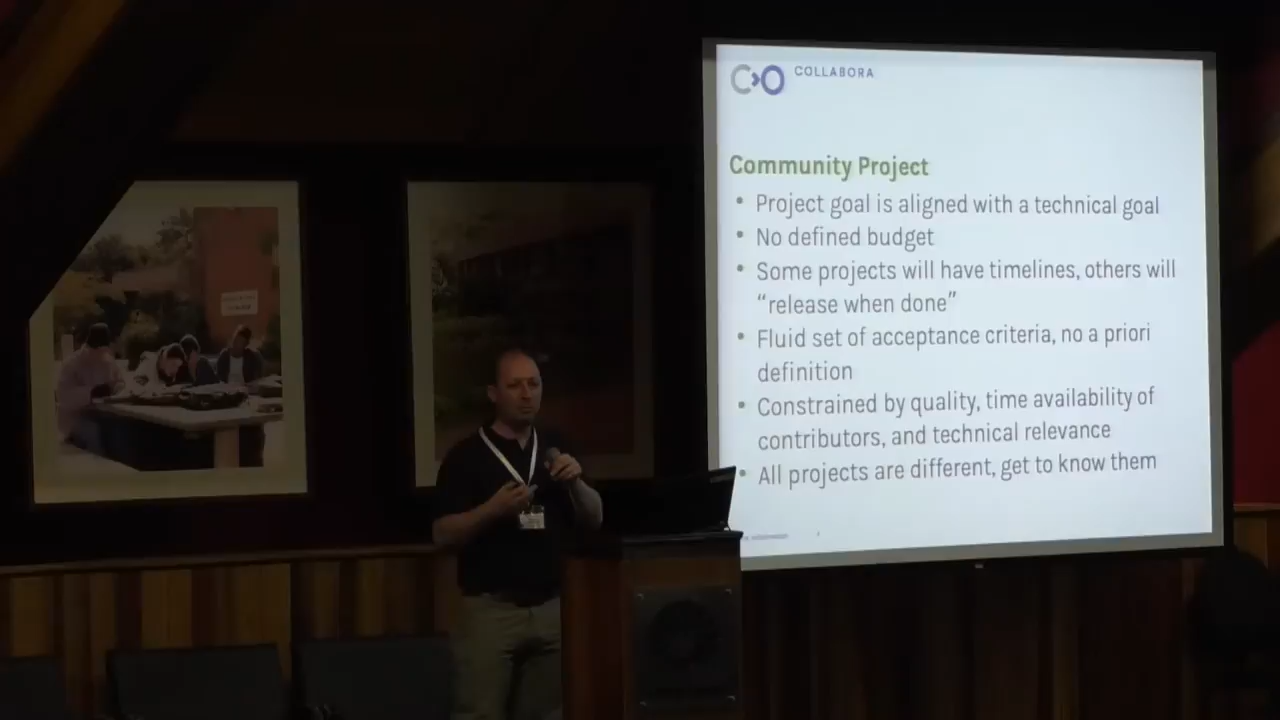 COLLABORA
Community Project
• Project goal is aligned with a technical goal
• No defined budget
• Some projects will have timelines, others will
“release when done”
• Fluid set of acceptance criteria, no a priori
definition
• Constrained by quality, time availability of
contributors, and technical relevance
• All projects are different, get to know them